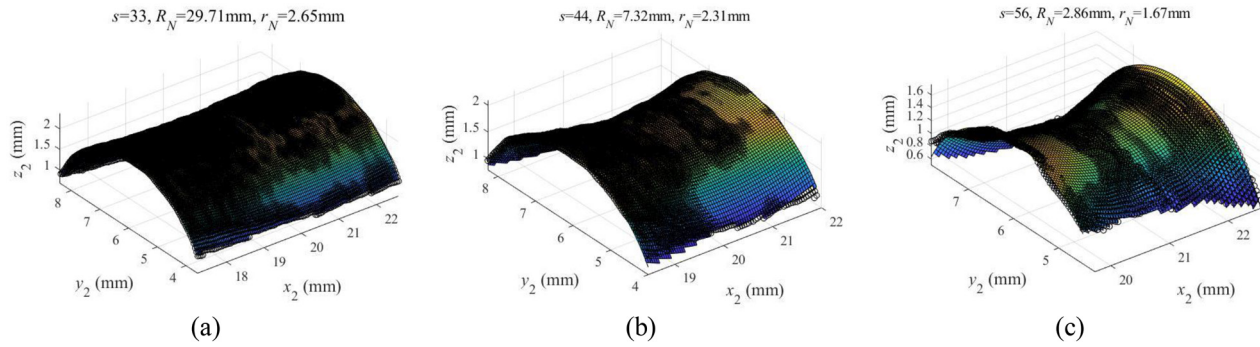 s=33, R_N=29.71mm, r_N=2.65mm
2
1.5
1
z_2 (mm)
8
7
6
5
4
y_2 (mm)
18
19
20
21
22
x_2 (mm)
(a)
s=44, R_N=7.32mm, r_N=2.31mm
2
1.5
1
z_2 (mm)
8
7
6
5
4
y_2 (mm)
19
20
21
22
x_2 (mm)
(b)
s=56, R_N=2.86mm, r_N=1.67mm
1.6
1.4
1.2
1
0.8
0.6
z_2 (mm)
7
6
5
y_2 (mm)
20
21
22
x_2 (mm)
(c)